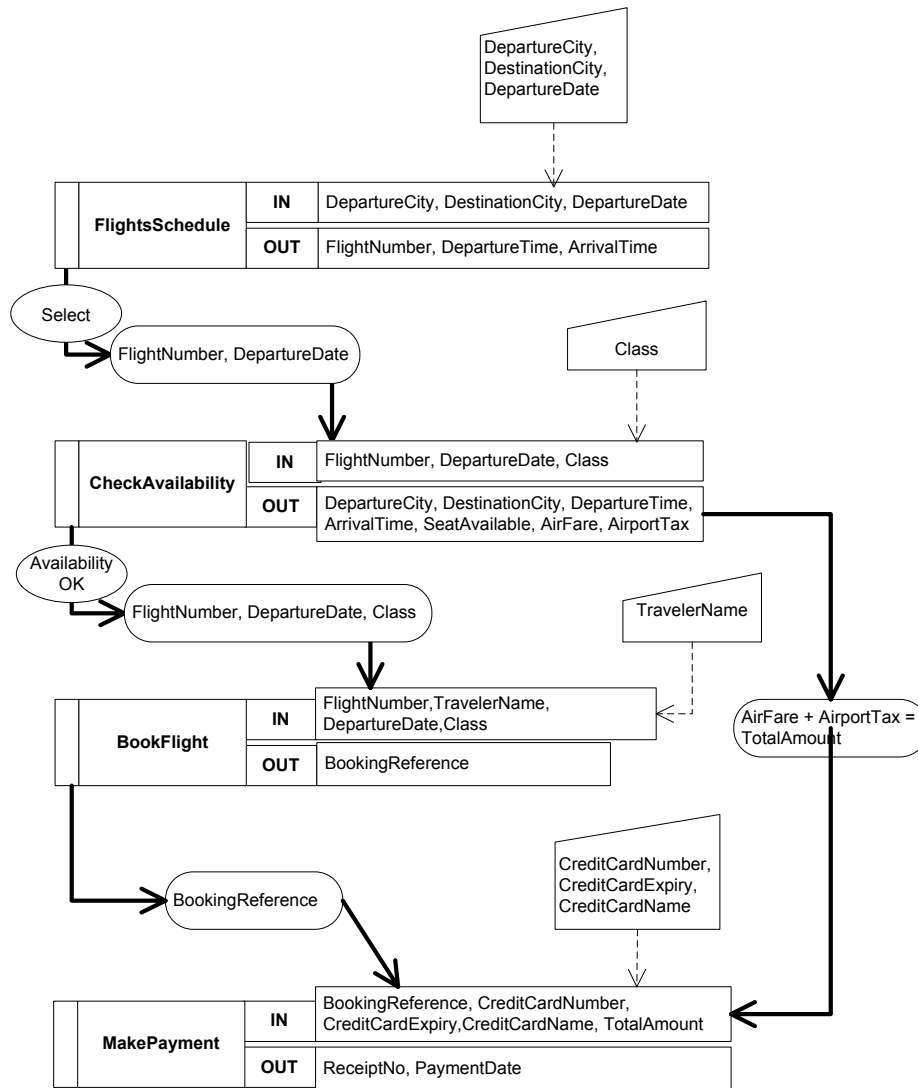 DepartureCity,
DestinationCity,
DepartureDate
FlightsSchedule
IN
DepartureCity, DestinationCity, DepartureDate
OUT
FlightNumber, DepartureTime, ArrivalTime
Select
FlightNumber, DepartureDate
Class
CheckAvailability
IN
FlightNumber, DepartureDate, Class
OUT
DepartureCity, DestinationCity, DepartureTime,
ArrivalTime, SeatAvailable, AirFare, AirportTax
Availability
OK
FlightNumber, DepartureDate, Class
TravelerName
BookFlight
IN
FlightNumber,TravelerName,
DepartureDate,Class
OUT
BookingReference
AirFare + AirportTax =
TotalAmount
BookingReference
CreditCardNumber,
CreditCardExpiry,
CreditCardName
MakePayment
IN
BookingReference, CreditCardNumber,
CreditCardExpiry,CreditCardName, TotalAmount
OUT
ReceiptNo, PaymentDate